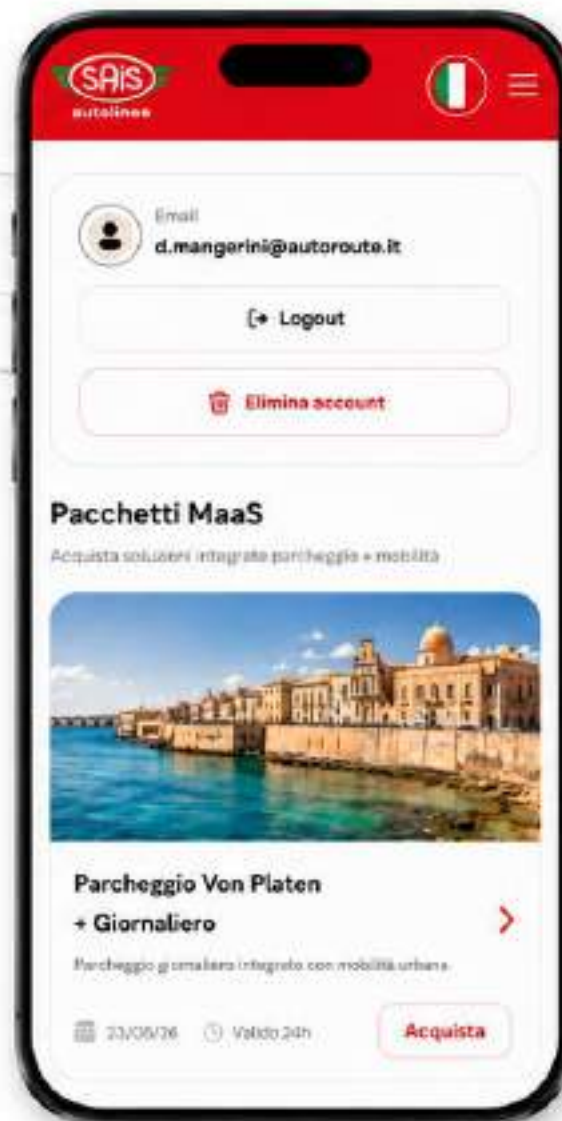 SAIS
autolinee
Email
d.mangerini@autoroute.it
Logout
Elimina account
Pacchetti MaaS
Acquista soluzioni integrate parcheggio + mobilità
Parcheggio Von Platen
+ Giornaliero
Parcheggio giornaliero integrato con mobilità urbana
Valido 24h
Acquista